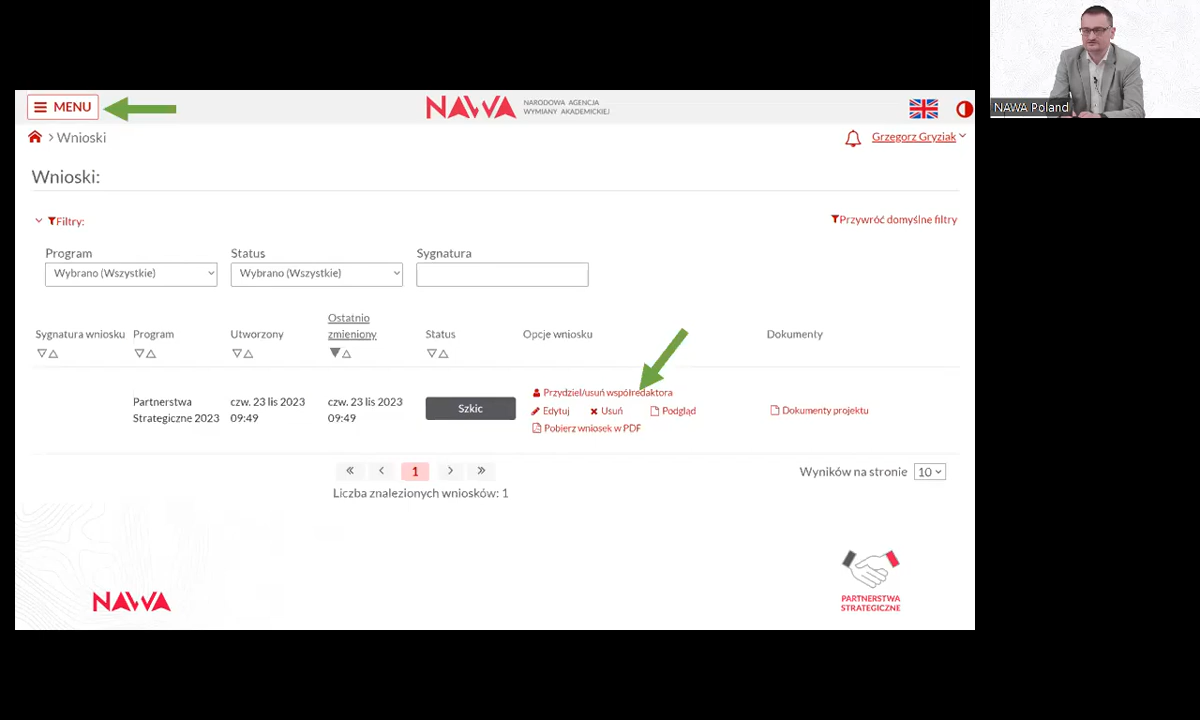 MENU
NAWA
NARODOWA AGENCJA
WYMIANY AKADEMICKIEJ
NAWA Poland
> Wnioski
Grzegorz Gryziak
Wnioski:
Filtry:
Przywróć domyślne filtry
Program
Status
Sygnatura
Wybrano (Wszystkie)
Wybrano (Wszystkie)
Sygnatura wniosku
Program
Utworzony
Ostatnio
zmieniony
Status
Opcje wniosku
Dokumenty
Partnerstwa
Strategiczne 2023
czw. 23 lis 2023
09:49
czw. 23 lis 2023
09:49
Szkic
Przydziel/usuń współredaktora
Edytuj
Usuń
Podgląd
Pobierz wniosek w PDF
Dokumenty projektu
« ‹ 1 › »
Liczba znalezionych wniosków: 1
Wyników na stronie 10
NAWA
PARTNERSTWA
STRATEGICZNE